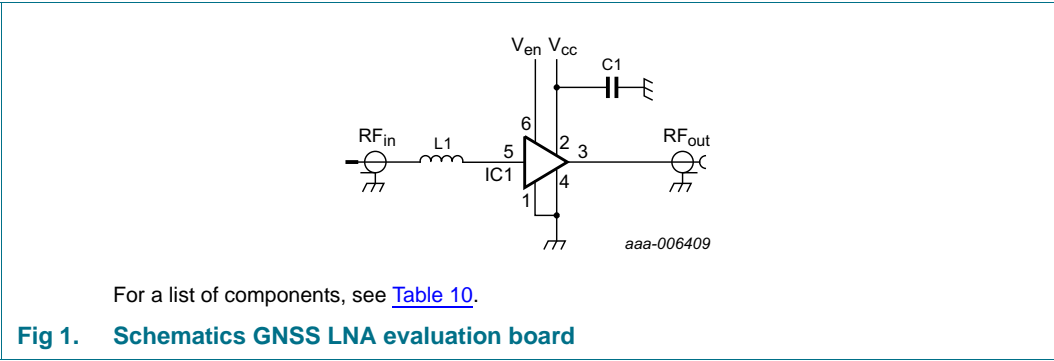 Ven Vcc
C1
6
RFin L1 5 2 3 RFout
IC1
4
1
aaa-006409
For a list of components, see Table 10.
Fig 1. Schematics GNSS LNA evaluation board